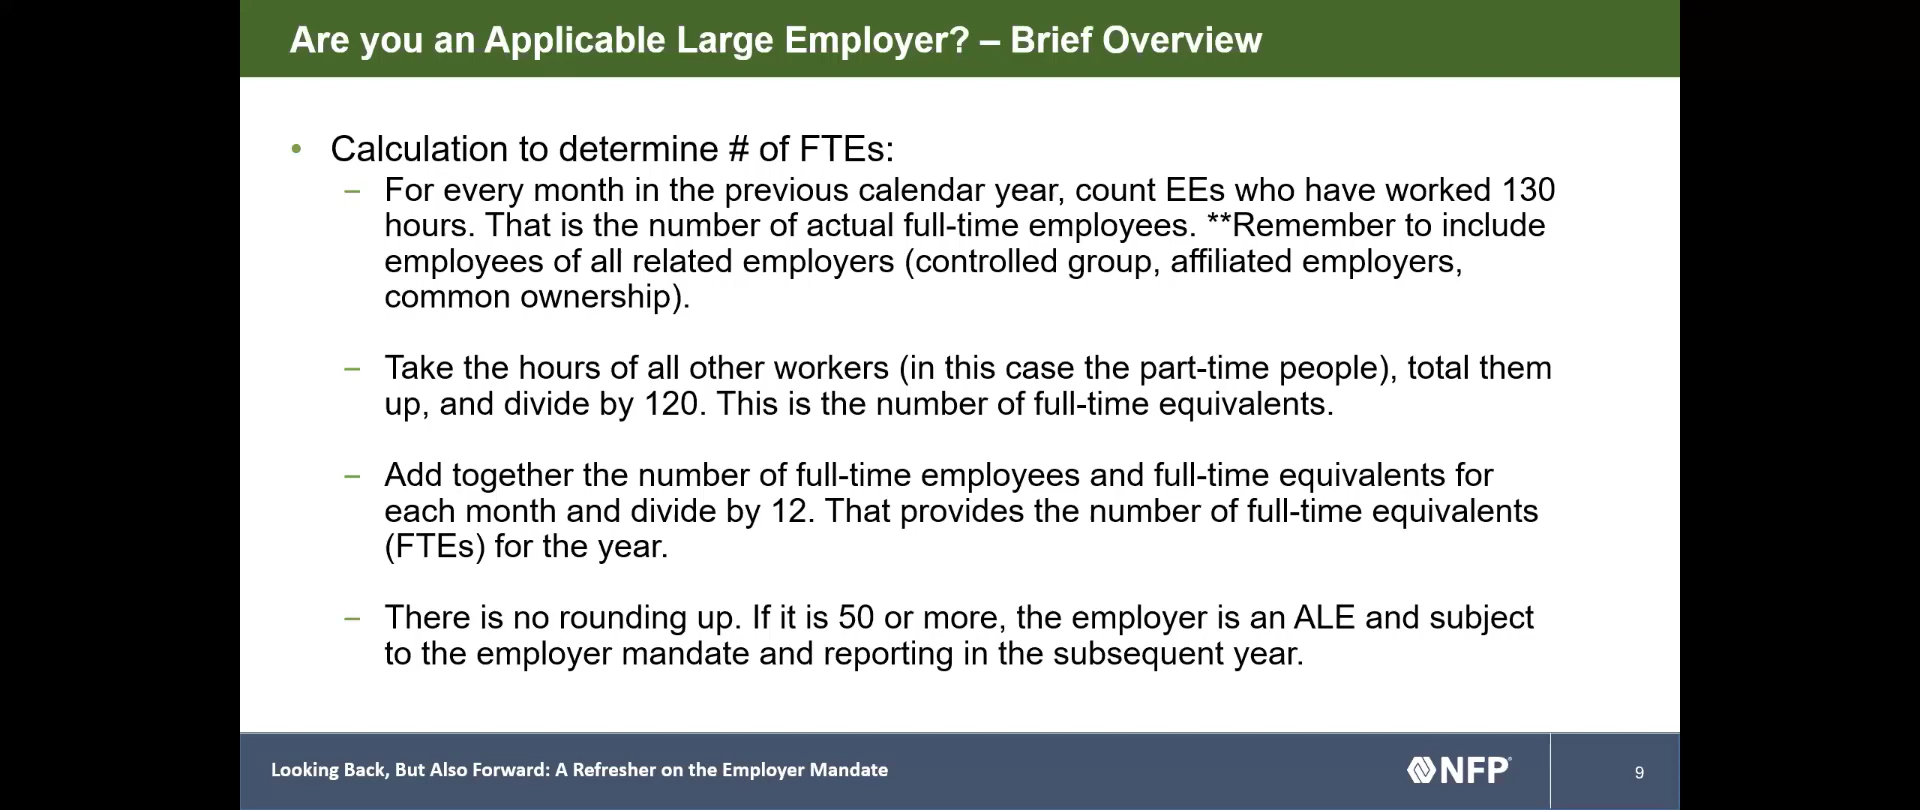 Are you an Applicable Large Employer? – Brief Overview
• Calculation to determine # of FTEs:
– For every month in the previous calendar year, count EEs who have worked 130
hours. That is the number of actual full-time employees. **Remember to include
employees of all related employers (controlled group, affiliated employers,
common ownership).
– Take the hours of all other workers (in this case the part-time people), total them
up, and divide by 120. This is the number of full-time equivalents.
– Add together the number of full-time employees and full-time equivalents for
each month and divide by 12. That provides the number of full-time equivalents
(FTEs) for the year.
– There is no rounding up. If it is 50 or more, the employer is an ALE and subject
to the employer mandate and reporting in the subsequent year.
Looking Back, But Also Forward: A Refresher on the Employer Mandate
NFP
9